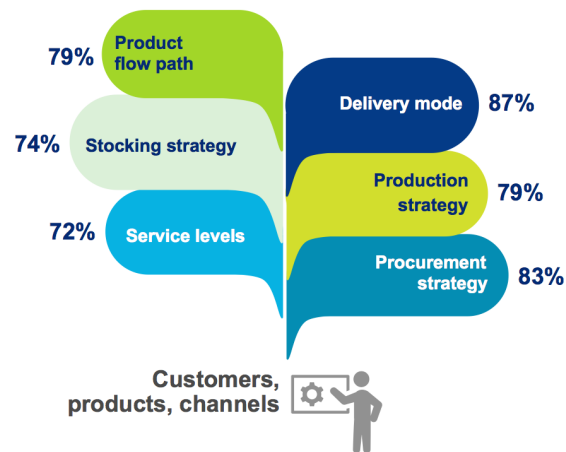 79%
Product
flow path
Delivery mode
87%
74%
Stocking strategy
Production
strategy
79%
72%
Service levels
Procurement
strategy
83%
Customers,
products, channels